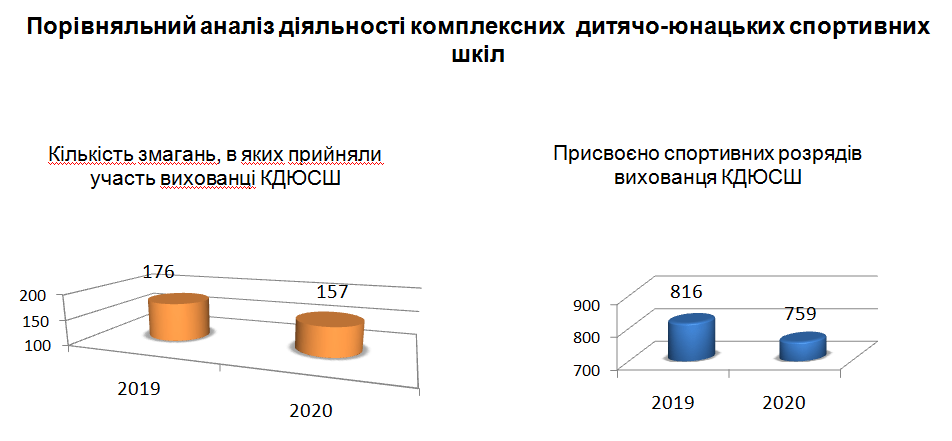 Порівняльний аналіз діяльності комплексних дитячо-юнацьких спортивних
шкіл
Кількість змагань, в яких прийняли
участь вихованці КДЮСШ
176
157
200
150
100
2019
2020
Присвоєно спортивних розрядів
вихованця КДЮСШ
816
759
900
800
700
2019
2020